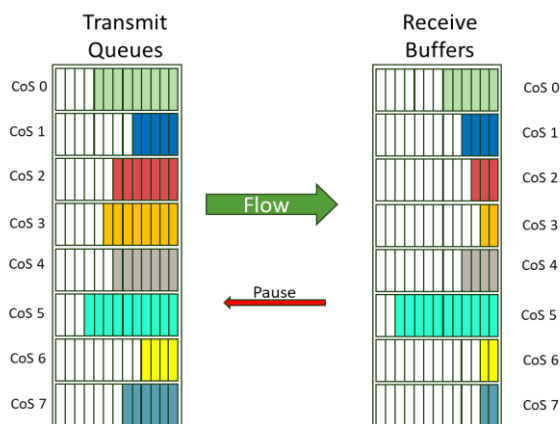 Transmit
Queues
Receive
Buffers
CoS 0
CoS 1
CoS 2
CoS 3
CoS 4
CoS 5
CoS 6
CoS 7
Flow
Pause
CoS 0
CoS 1
CoS 2
CoS 3
CoS 4
CoS 5
CoS 6
CoS 7